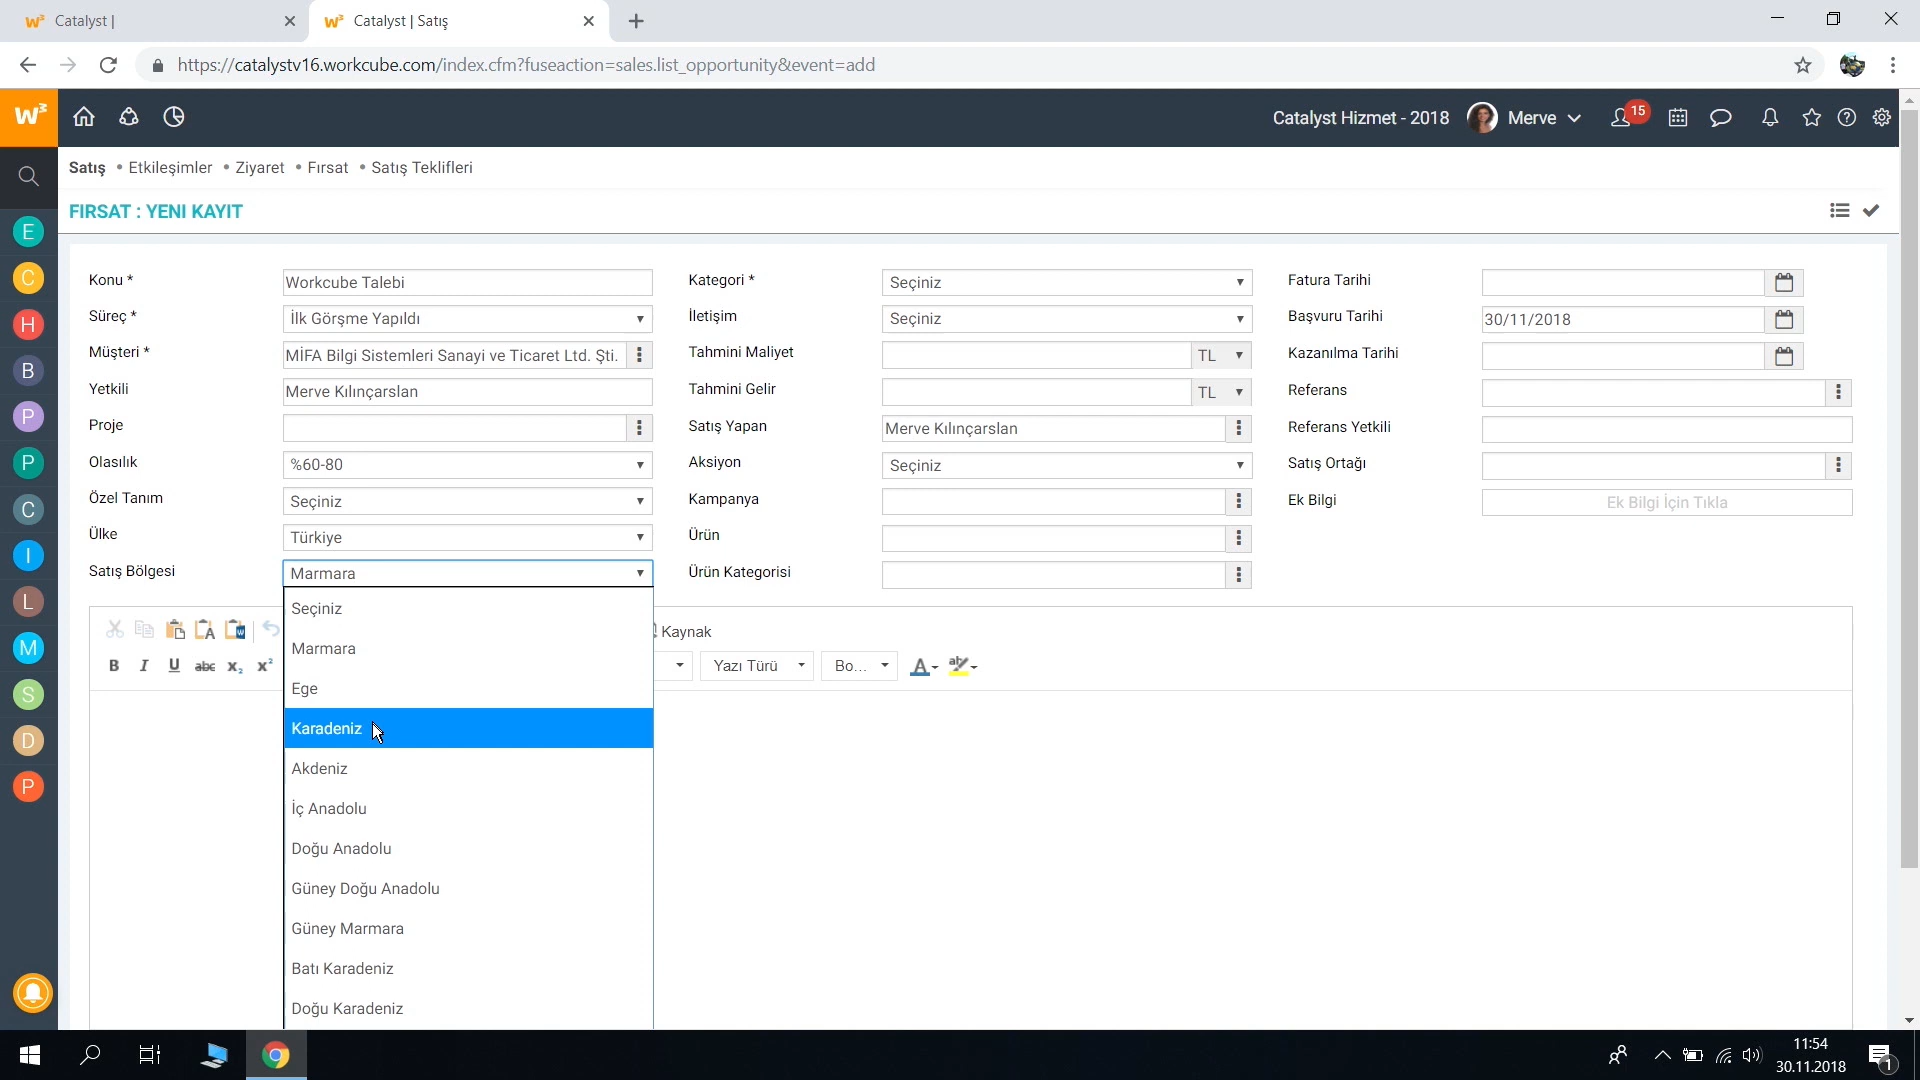 Catalyst |
Catalyst | Satış
https://catalystv16.workcube.com/index.cfm?fuseaction=sales.list_opportunity&event=add
w³
Catalyst Hizmet - 2018
Merve
15
Satış • Etkileşimler • Ziyaret • Fırsat • Satış Teklifleri
FIRSAT : YENI KAYIT
E
C
H
B
P
P
C
I
L
M
S
D
P
Konu *
Workcube Talebi
Süreç *
İlk Görşme Yapıldı
Müşteri *
MİFA Bilgi Sistemleri Sanayi ve Ticaret Ltd. Şti.
Yetkili
Merve Kılınçarslan
Proje
Olasılık
%60-80
Özel Tanım
Seçiniz
Ülke
Türkiye
Satış Bölgesi
Marmara
Seçiniz
Marmara
Ege
Karadeniz
Akdeniz
İç Anadolu
Doğu Anadolu
Güney Doğu Anadolu
Güney Marmara
Batı Karadeniz
Doğu Karadeniz
Kategori *
Seçiniz
İletişim
Seçiniz
Tahmini Maliyet
TL
Tahmini Gelir
TL
Satış Yapan
Merve Kılınçarslan
Aksiyon
Seçiniz
Kampanya
Ürün
Ürün Kategorisi
Fatura Tarihi
Başvuru Tarihi
30/11/2018
Kazanılma Tarihi
Referans
Referans Yetkili
Satış Ortağı
Ek Bilgi
Ek Bilgi İçin Tıkla
Kaynak
B I U abc x₂ x²
Yazı Türü
Bo...
A
ab
11:54
30.11.2018
1